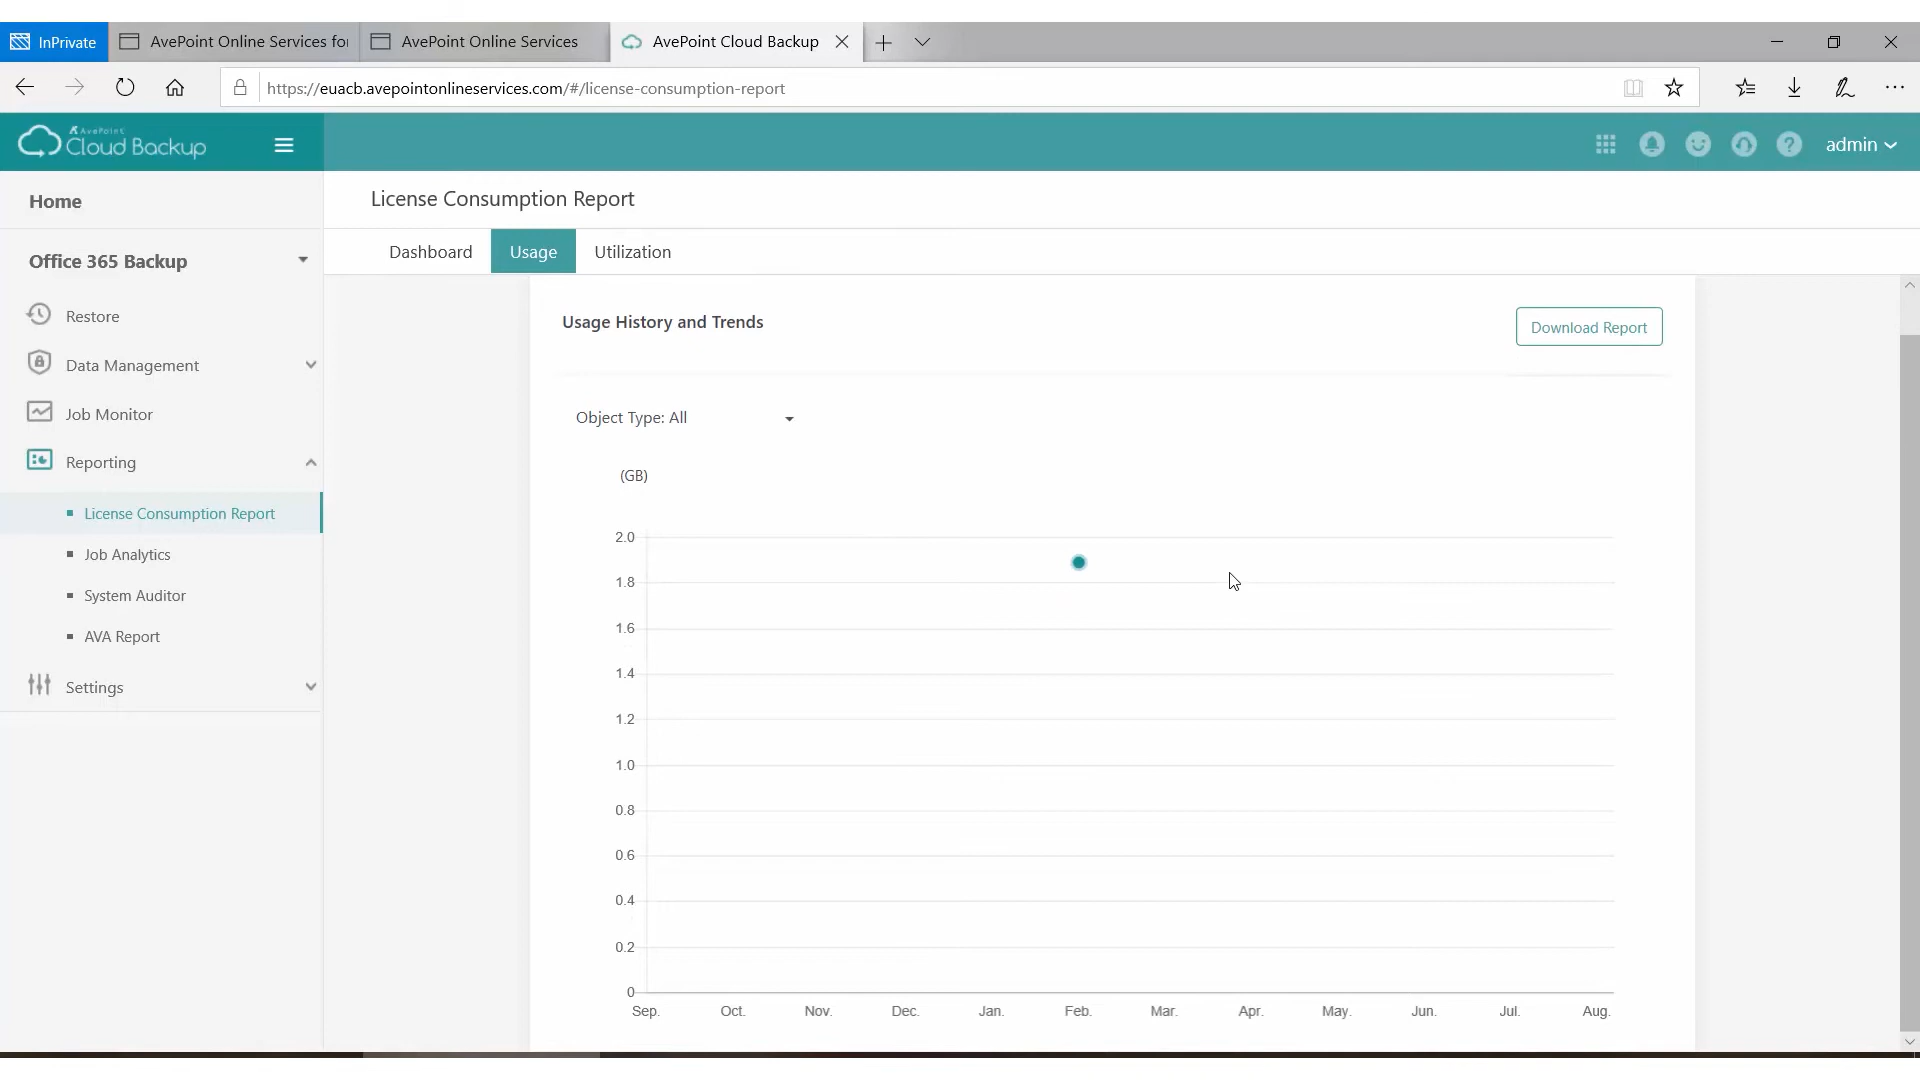 InPrivate
AvePoint Online Services fo
AvePoint Online Services
AvePoint Cloud Backup
https://euacb.avepointonlineservices.com/#/license-consumption-report
AvePoint
Cloud Backup
admin
Home
License Consumption Report
Office 365 Backup
Dashboard
Usage
Utilization
Restore
Data Management
Job Monitor
Reporting
License Consumption Report
Job Analytics
System Auditor
AVA Report
Settings
Usage History and Trends
Download Report
Object Type: All
(GB)
2.0
1.8
1.6
1.4
1.2
1.0
0.8
0.6
0.4
0.2
0
Sep. Oct. Nov. Dec. Jan. Feb. Mar. Apr. May. Jun. Jul. Aug.